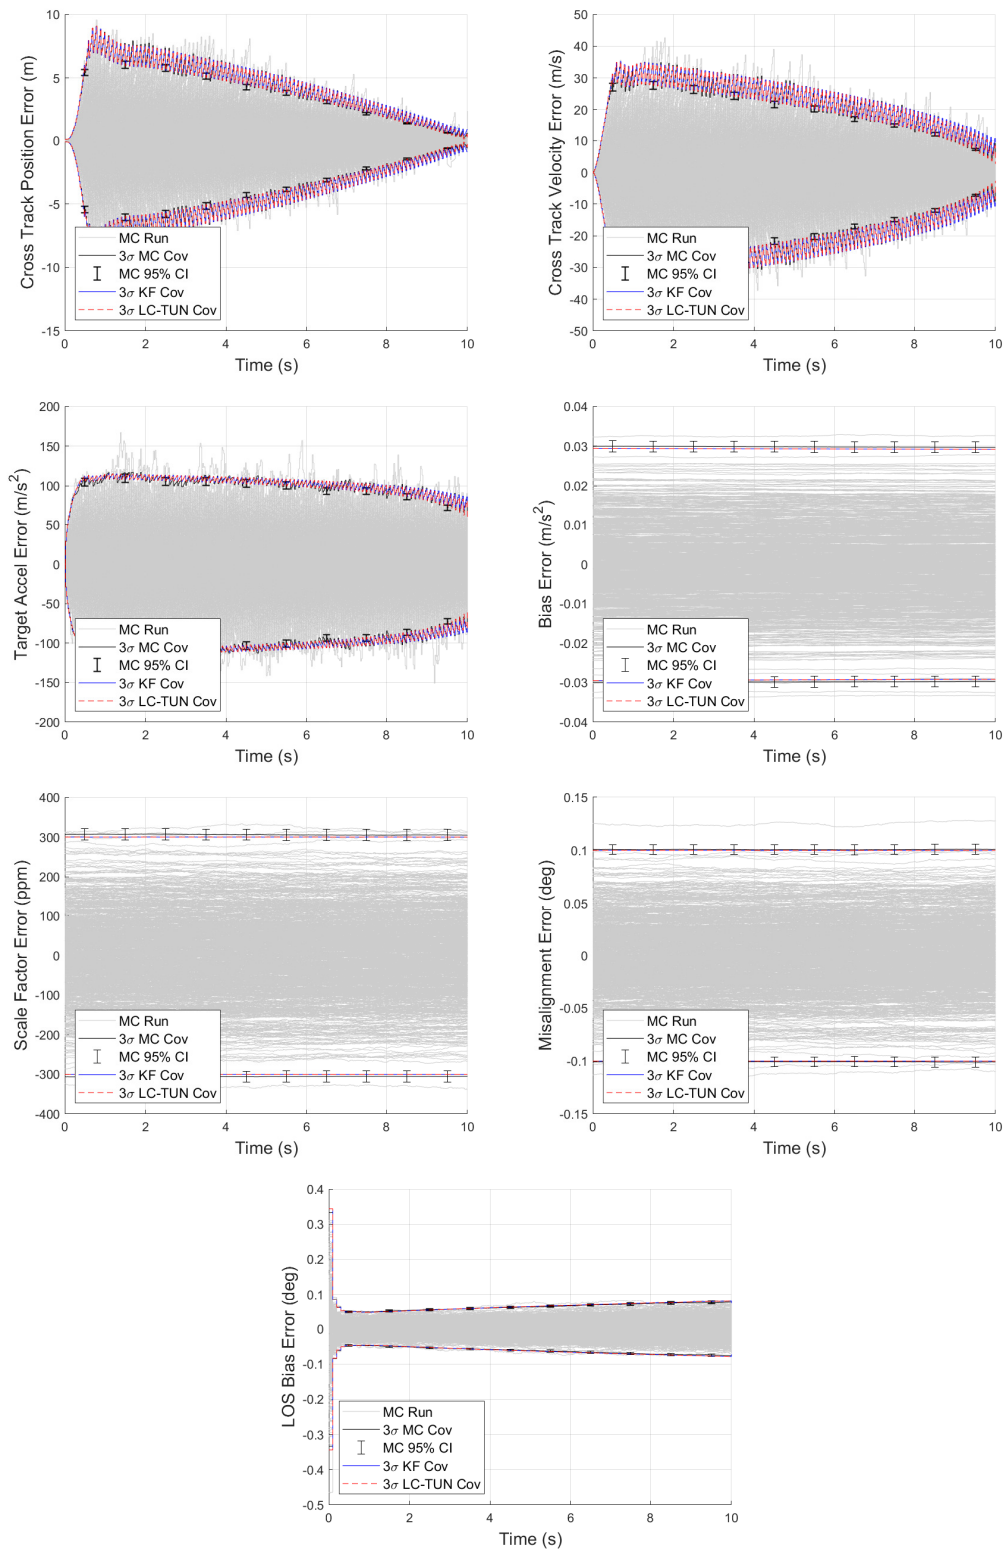 Cross Track Position Error (m)
10
5
0
-5
-10
-15
MC Run
3σ MC Cov
MC 95% CI
3σ KF Cov
3σ LC-TUN Cov
0 2 4 6 8 10
Time (s)
Cross Track Velocity Error (m/s)
50
40
30
20
10
0
-10
-20
-30
-40
-50
MC Run
3σ MC Cov
MC 95% CI
3σ KF Cov
3σ LC-TUN Cov
0 2 4 6 8 10
Time (s)
Target Accel Error (m/s²)
200
150
100
50
0
-50
-100
-150
-200
MC Run
3σ MC Cov
MC 95% CI
3σ KF Cov
3σ LC-TUN Cov
0 2 4 6 8 10
Time (s)
Bias Error (m/s²)
0.04
0.03
0.02
0.01
0
-0.01
-0.02
-0.03
-0.04
MC Run
3σ MC Cov
MC 95% CI
3σ KF Cov
3σ LC-TUN Cov
0 2 4 6 8 10
Time (s)
Scale Factor Error (ppm)
400
300
200
100
0
-100
-200
-300
-400
MC Run
3σ MC Cov
MC 95% CI
3σ KF Cov
3σ LC-TUN Cov
0 2 4 6 8 10
Time (s)
Misalignment Error (deg)
0.15
0.1
0.05
0
-0.05
-0.1
-0.15
MC Run
3σ MC Cov
MC 95% CI
3σ KF Cov
3σ LC-TUN Cov
0 2 4 6 8 10
Time (s)
LOS Bias Error (deg)
0.4
0.3
0.2
0.1
0
-0.1
-0.2
-0.3
-0.4
-0.5
MC Run
3σ MC Cov
MC 95% CI
3σ KF Cov
3σ LC-TUN Cov
0 2 4 6 8 10
Time (s)